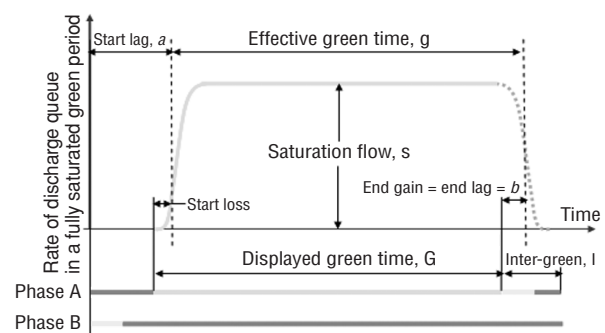 Rate of discharge queue
in a fully saturated green period
Start lag, a
Effective green time, g
Saturation flow, s
End gain = end lag = b
Start loss
Time
Displayed green time, G
Inter-green, I
Phase A
Phase B